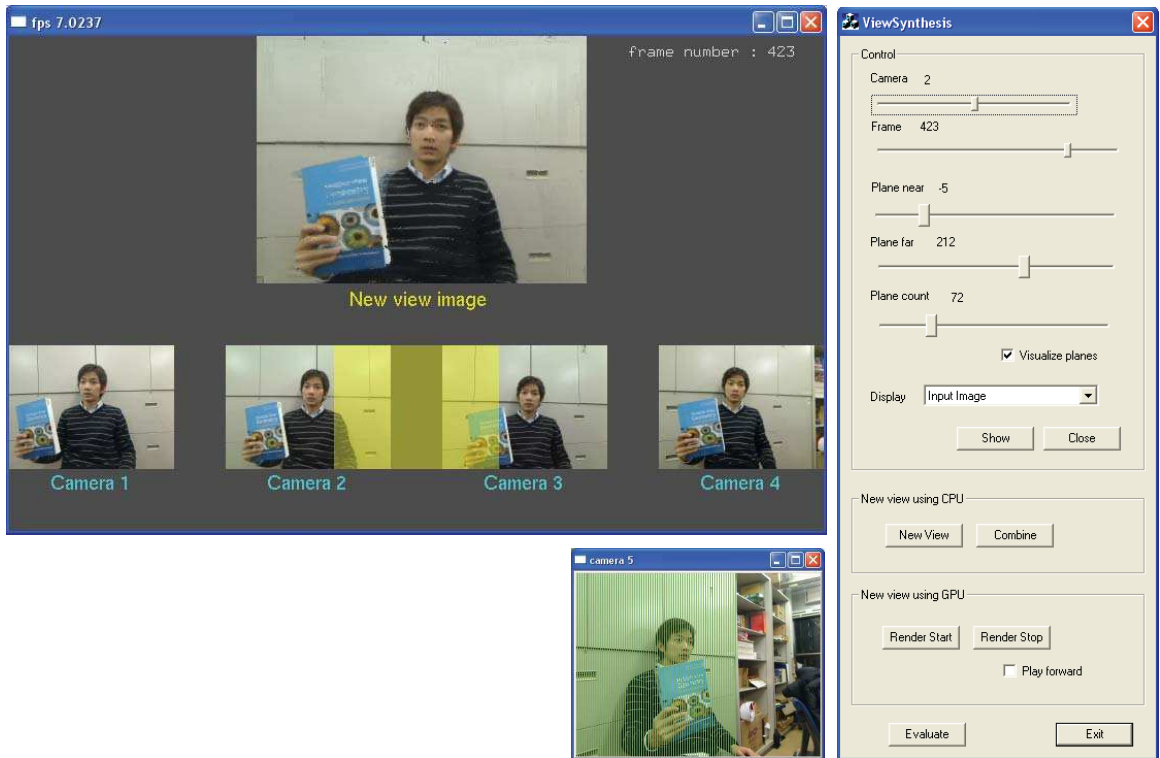 fps 7.0237
frame number : 423
New view image
Camera 1
Camera 2
Camera 3
Camera 4
camera 5
ViewSynthesis
Control
Camera 2
Frame 423
Plane near -5
Plane far 212
Plane count 72
Visualize planes
Display Input Image
Show Close
New view using CPU
New View Combine
New view using GPU
Render Start Render Stop
Play forward
Evaluate Exit